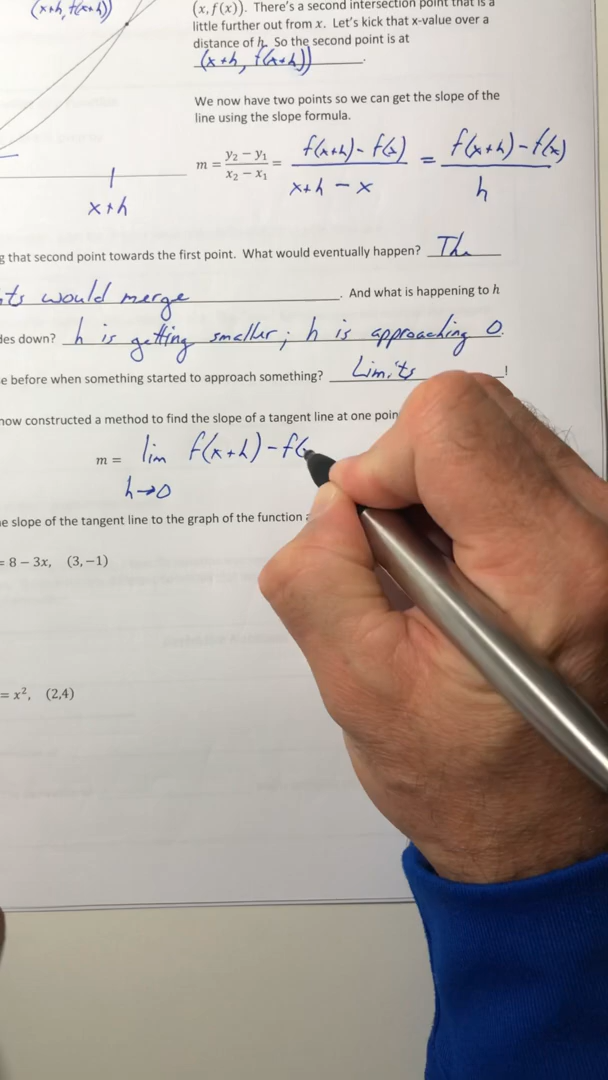 (x+h, f(x+h))
(x, f(x)). There's a second intersection point that is a
little further out from x. Let's kick that x-value over a
distance of h. So the second point is at
(x+h, f(x+h)).
We now have two points so we can get the slope of the
line using the slope formula.
m = y₂ − y₁ / x₂ − x₁ = f(x+h) - f(x) / x+h - x = f(x+h) - f(x) / h
x+h
g that second point towards the first point. What would eventually happen? The
ts would merge. And what is happening to h
des down? h is getting smaller; h is approaching 0.
e before when something started to approach something? Limits!
now constructed a method to find the slope of a tangent line at one poin
m = lim h→0 f(x+h) - f(
e slope of the tangent line to the graph of the function
= 8 − 3x, (3,−1)
= x², (2,4)